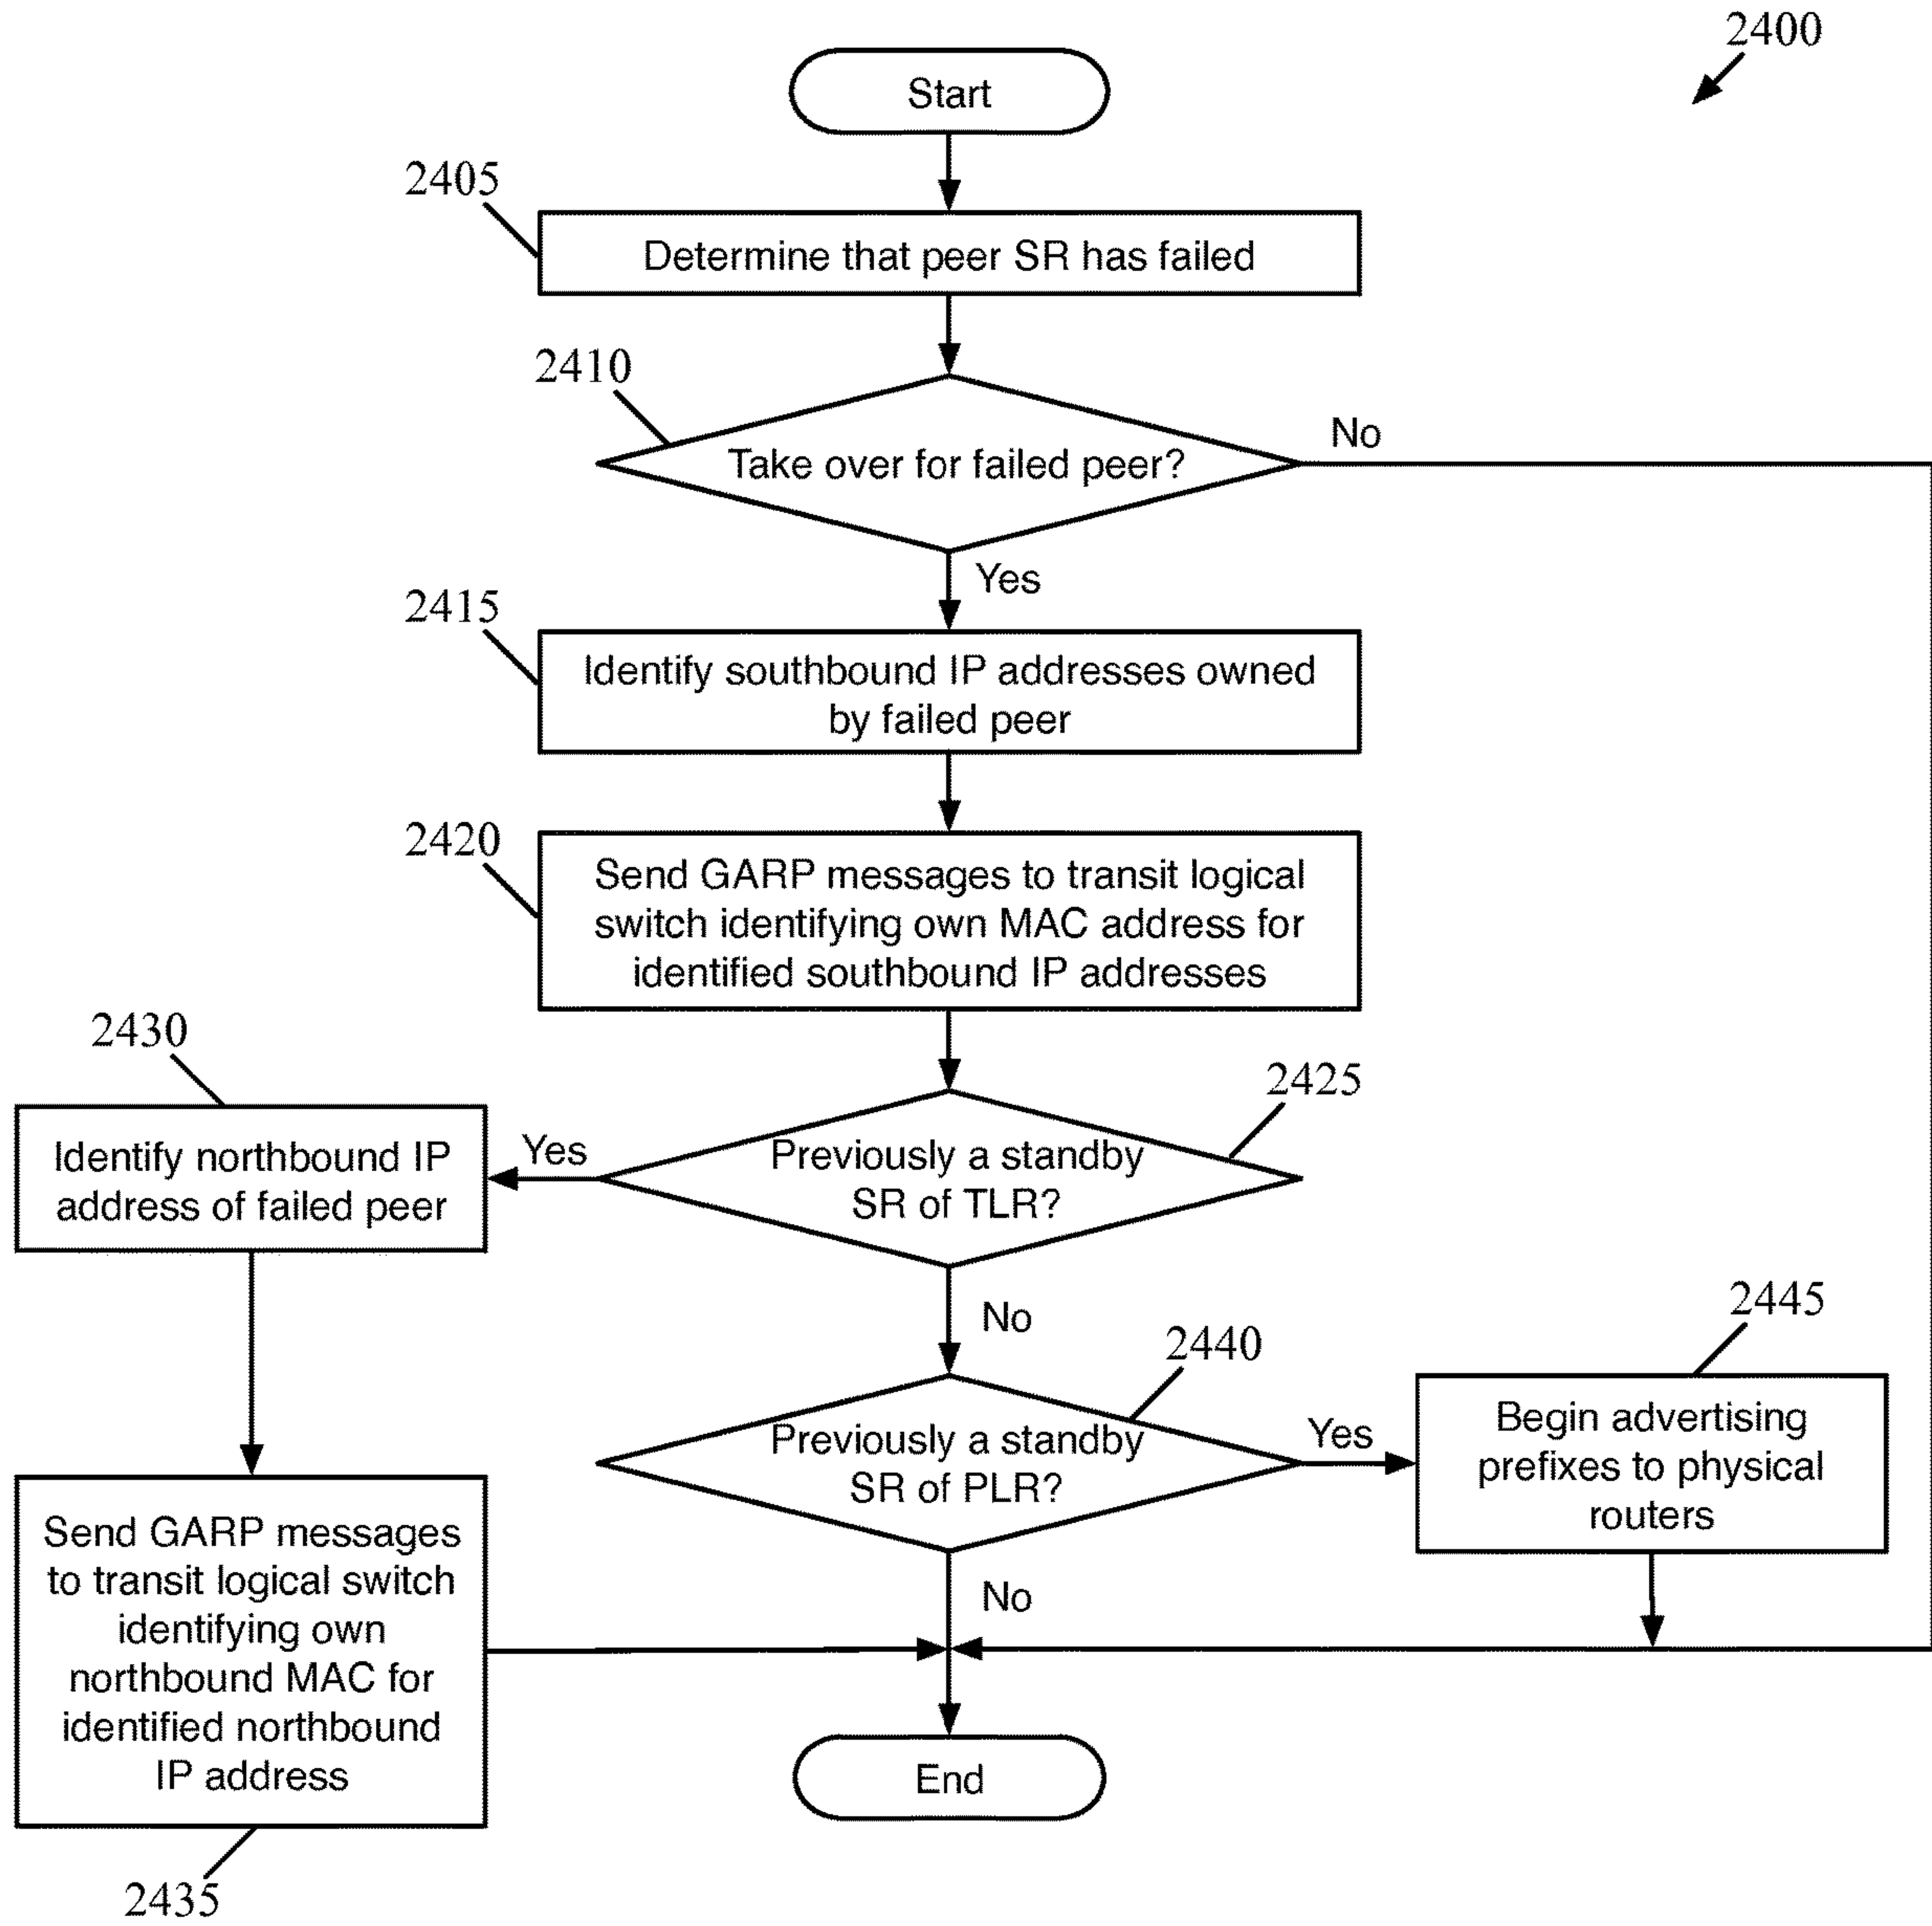 2400
Start
2405
Determine that peer SR has failed
2410
Take over for failed peer?
No
Yes
2415
Identify southbound IP addresses owned
by failed peer
2420
Send GARP messages to transit logical
switch identifying own MAC address for
identified southbound IP addresses
2425
Previously a standby
SR of TLR?
Yes
2430
Identify northbound IP
address of failed peer
No
2435
Send GARP messages
to transit logical switch
identifying own
northbound MAC for
identified northbound
IP address
2440
Previously a standby
SR of PLR?
Yes
2445
Begin advertising
prefixes to physical
routers
No
End